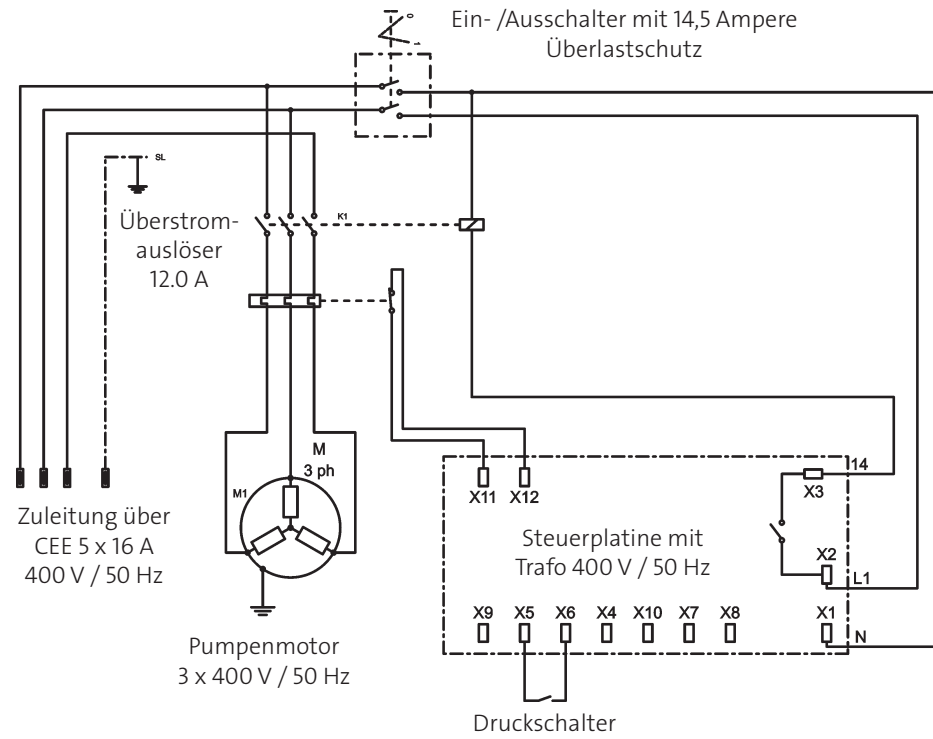 Ein- /Ausschalter mit 14,5 Ampere
Überlastschutz
0
1
SL
K1
Überstrom-
auslöser
12.0 A
M
3 ph
M1
Zuleitung über
CEE 5 x 16 A
400 V / 50 Hz
Pumpenmotor
3 x 400 V / 50 Hz
X11 X12
X3
14
Steuerplatine mit
Trafo 400 V / 50 Hz
X2
L1
X9 X5 X6 X4 X10 X7 X8 X1
N
Druckschalter